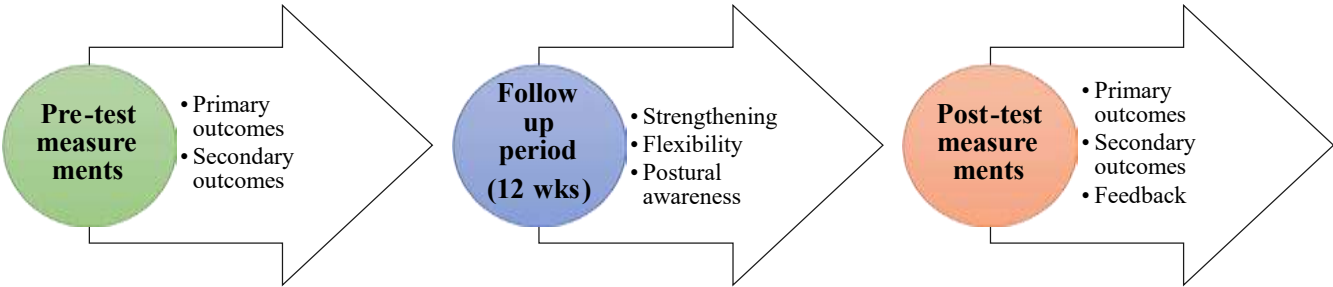 Pre-test
measure
ments
• Primary
outcomes
• Secondary
outcomes
Follow
up
period
(12 wks)
• Strengthening
• Flexibility
• Postural
awareness
Post-test
measure
ments
• Primary
outcomes
• Secondary
outcomes
• Feedback